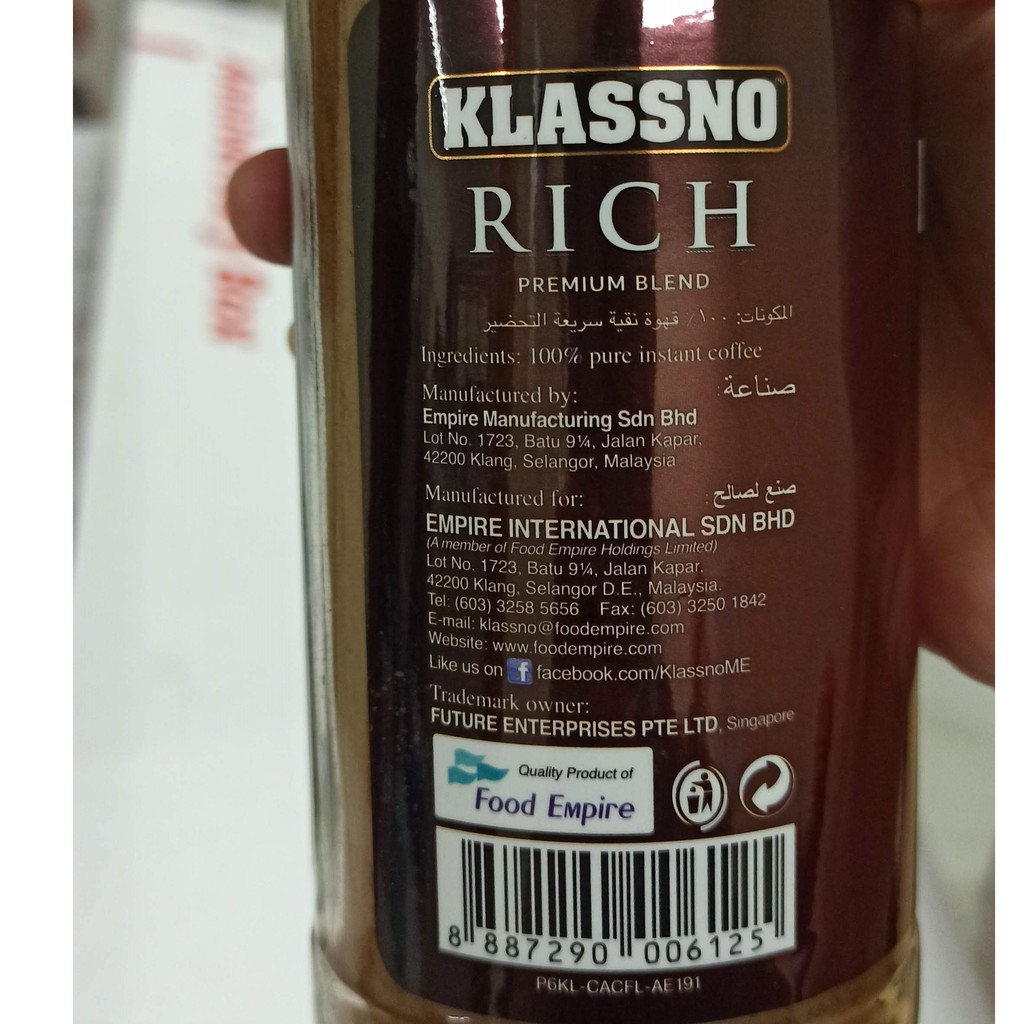 KLASSNO
RICH
PREMIUM BLEND
المكونات: ١٠٠٪ قهوة نقية سريعة التحضير
Ingredients: 100% pure instant coffee
Manufactured by: صناعة:
Empire Manufacturing Sdn Bhd
Lot No. 1723, Batu 9¼, Jalan Kapar,
42200 Klang, Selangor, Malaysia
Manufactured for: صنع لصالح:
EMPIRE INTERNATIONAL SDN BHD
(A member of Food Empire Holdings Limited)
Lot No. 1723, Batu 9¼, Jalan Kapar,
42200 Klang, Selangor D.E., Malaysia.
Tel: (603) 3258 5656 Fax: (603) 3250 1842
E-mail: klassno@foodempire.com
Website: www.foodempire.com
Like us on f facebook.com/KlassnoME
Trademark owner:
FUTURE ENTERPRISES PTE LTD, Singapore
Quality Product of
Food Empire
8 887290 006125
P6KL-CACFL-AE191